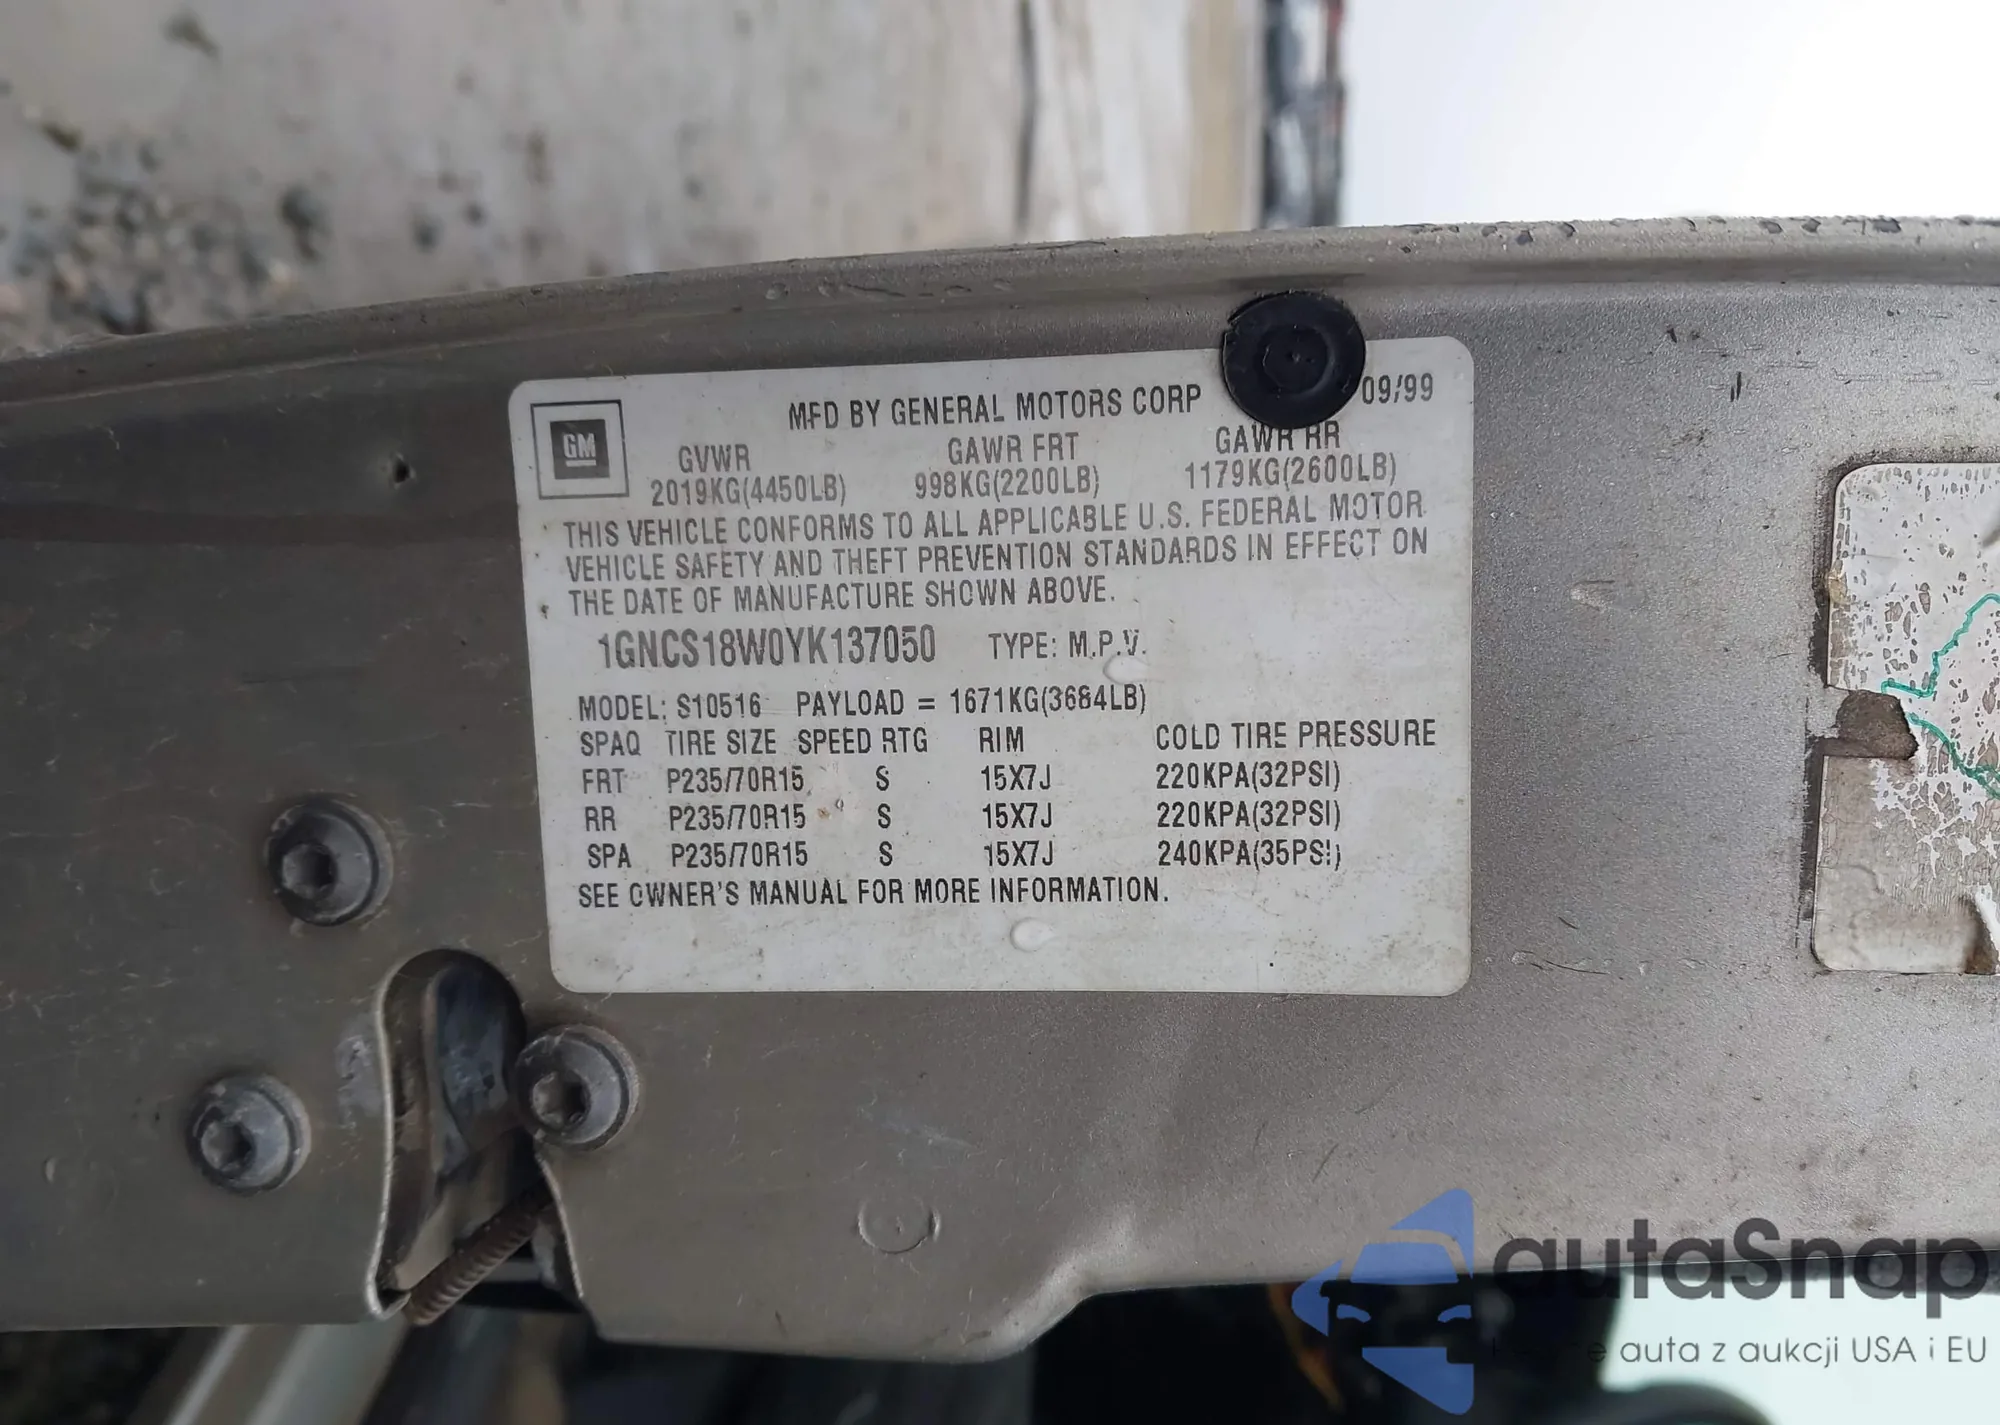 MFD BY GENERAL MOTORS CORP 09/99
GM
GVWR GAWR FRT GAWR RR
2019KG(4450LB) 998KG(2200LB) 1179KG(2600LB)
THIS VEHICLE CONFORMS TO ALL APPLICABLE U.S. FEDERAL MOTOR
VEHICLE SAFETY AND THEFT PREVENTION STANDARDS IN EFFECT ON
THE DATE OF MANUFACTURE SHOWN ABOVE.
1GNCS18W0YK137050 TYPE: M.P.V.
MODEL: S10516 PAYLOAD = 1671KG(3684LB)
SPAQ TIRE SIZE SPEED RTG RIM COLD TIRE PRESSURE
FRT P235/70R15 S 15X7J 220KPA(32PSI)
RR P235/70R15 S 15X7J 220KPA(32PSI)
SPA P235/70R15 S 15X7J 240KPA(35PSI)
SEE OWNER'S MANUAL FOR MORE INFORMATION.
autaSnap
auta z aukcji USA i EU